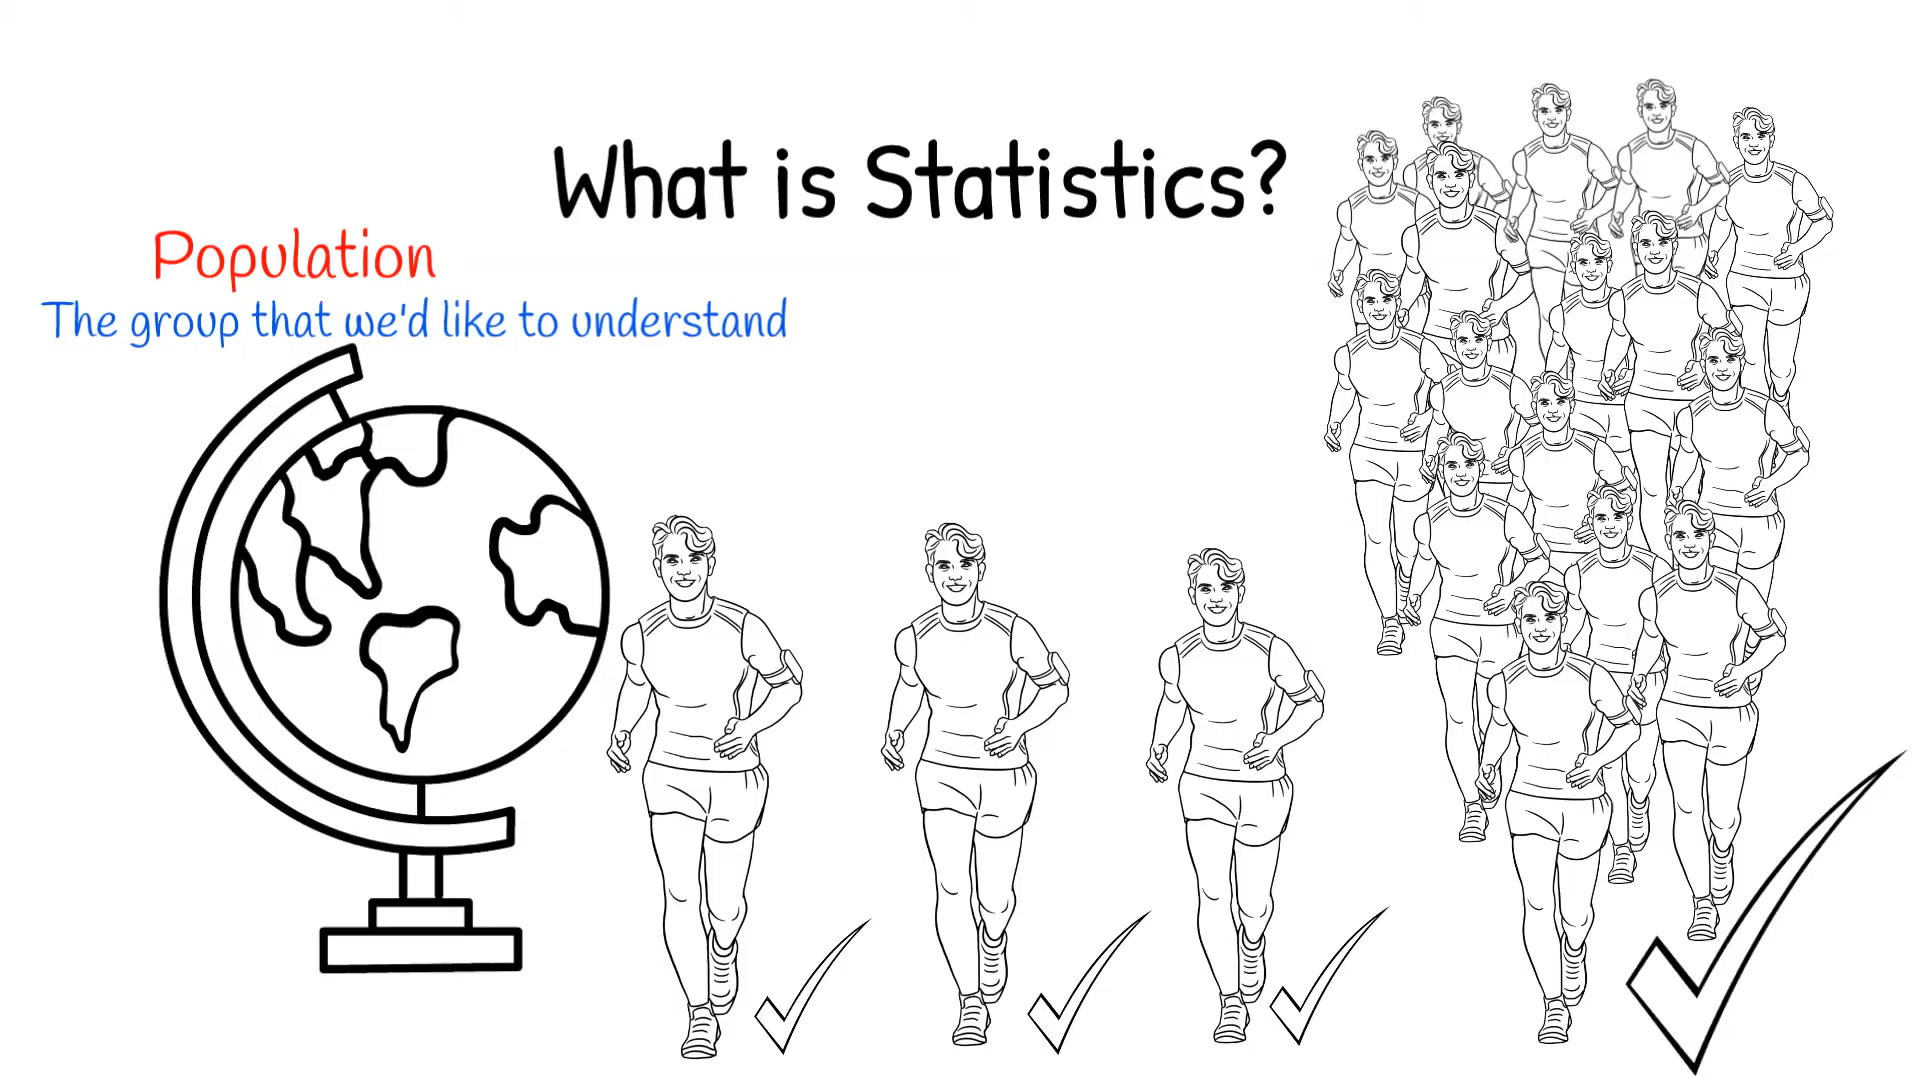 What is Statistics?
Population
The group that we'd like to understand